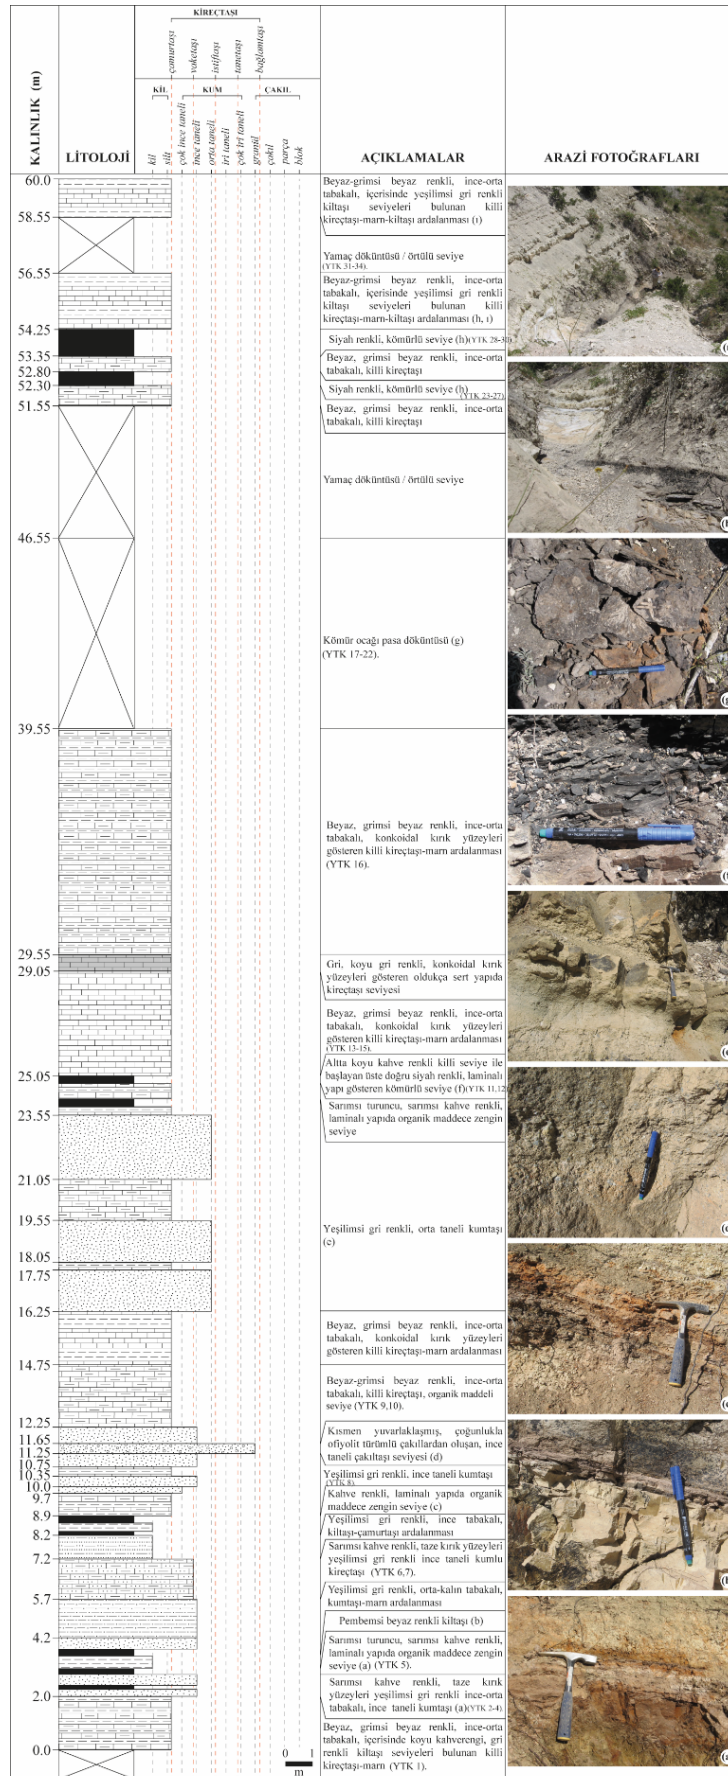 KİREÇTAŞI
çamurtaşı
vaketaşı
istiftaşı
tanetaşı
bağlamtaşı
KİL
KUM
ÇAKIL
kil
silt
çok ince taneli
ince taneli
orta taneli
iri taneli
çok iri taneli
granül
çakıl
parça
blok
KALINLIK (m)
LİTOLOJİ
AÇIKLAMALAR
ARAZİ FOTOĞRAFLARI
60.0
58.55
56.55
54.25
53.35
52.80
52.30
51.55
46.55
39.55
29.55
29.05
25.05
23.55
21.05
19.55
18.05
17.75
16.25
14.75
12.25
11.65
11.25
10.75
10.35
10.0
9.7
8.9
8.2
7.2
5.7
4.2
2.0
0.0
Beyaz-grimsi beyaz renkli, ince-orta
tabakalı, içerisinde yeşilimsi gri renkli
kiltaşı seviyeleri bulunan killi
kireçtaşı-marn-kiltaşı ardalanması (ı)
Yamaç döküntüsü / örtülü seviye
(YTK 31-34).
Beyaz-grimsi beyaz renkli, ince-orta
tabakalı, içerisinde yeşilimsi gri renkli
kiltaşı seviyeleri bulunan killi
kireçtaşı-marn-kiltaşı ardalanması (h, ı)
Siyah renkli, kömürlü seviye (h)(YTK 28-30
Beyaz, grimsi beyaz renkli, ince-orta
tabakalı, killi kireçtaşı
Siyah renkli, kömürlü seviye (h)
(YTK 23-27).
Beyaz, grimsi beyaz renkli, ince-orta
tabakalı, killi kireçtaşı
Yamaç döküntüsü / örtülü seviye
Kömür ocağı pasa döküntüsü (g)
(YTK 17-22).
Beyaz, grimsi beyaz renkli, ince-orta
tabakalı, konkoidal kırık yüzeyleri
gösteren killi kireçtaşı-marn ardalanması
(YTK 16).
Gri, koyu gri renkli, konkoidal kırık
yüzeyleri gösteren oldukça sert yapıda
kireçtaşı seviyesi
Beyaz, grimsi beyaz renkli, ince-orta
tabakalı, konkoidal kırık yüzeyleri
gösteren killi kireçtaşı-marn ardalanması
(YTK 13-15).
Altta koyu kahve renkli killi seviye ile
başlayan üste doğru siyah renkli, laminalı
yapı gösteren kömürlü seviye (f)(YTK 11,12)
Sarımsı turuncu, sarımsı kahve renkli,
laminalı yapıda organik maddece zengin
seviye
Yeşilimsi gri renkli, orta taneli kumtaşı
(e)
Beyaz, grimsi beyaz renkli, ince-orta
tabakalı, konkoidal kırık yüzeyleri
gösteren killi kireçtaşı-marn ardalanması
Beyaz-grimsi beyaz renkli, ince-orta
tabakalı, killi kireçtaşı, organik maddeli
seviye (YTK 9,10).
Kısmen yuvarlaklaşmış, çoğunlukla
ofiyolit türümlü çakıllardan oluşan, ince
taneli çakıltaşı seviyesi (d)
Yeşilimsi gri renkli, ince taneli kumtaşı
(YTK 8).
Kahve renkli, laminalı yapıda organik
maddece zengin seviye (c)
Yeşilimsi gri renkli, ince tabakalı,
kiltaşı-çamurtaşı ardalanması
Sarımsı kahve renkli, taze kırık yüzeyleri
yeşilimsi gri renkli ince taneli kumlu
kireçtaşı (YTK 6,7).
Yeşilimsi gri renkli, orta-kalın tabakalı,
kumtaşı-marn ardalanması
Pembemsi beyaz renkli kiltaşı (b)
Sarımsı turuncu, sarımsı kahve renkli,
laminalı yapıda organik maddece zengin
zengin seviye (a) (YTK 5).
Sarımsı kahve renkli, taze kırık
yüzeyleri yeşilimsi gri renkli ince-orta
tabakalı, ince taneli kumtaşı (a)(YTK 2-4).
Beyaz, grimsi beyaz renkli, ince-orta
tabakalı, içerisinde koyu kahverengi, gri
renkli kiltaşı seviyeleri bulunan killi
kireçtaşı-marn (YTK 1).
0 1
m